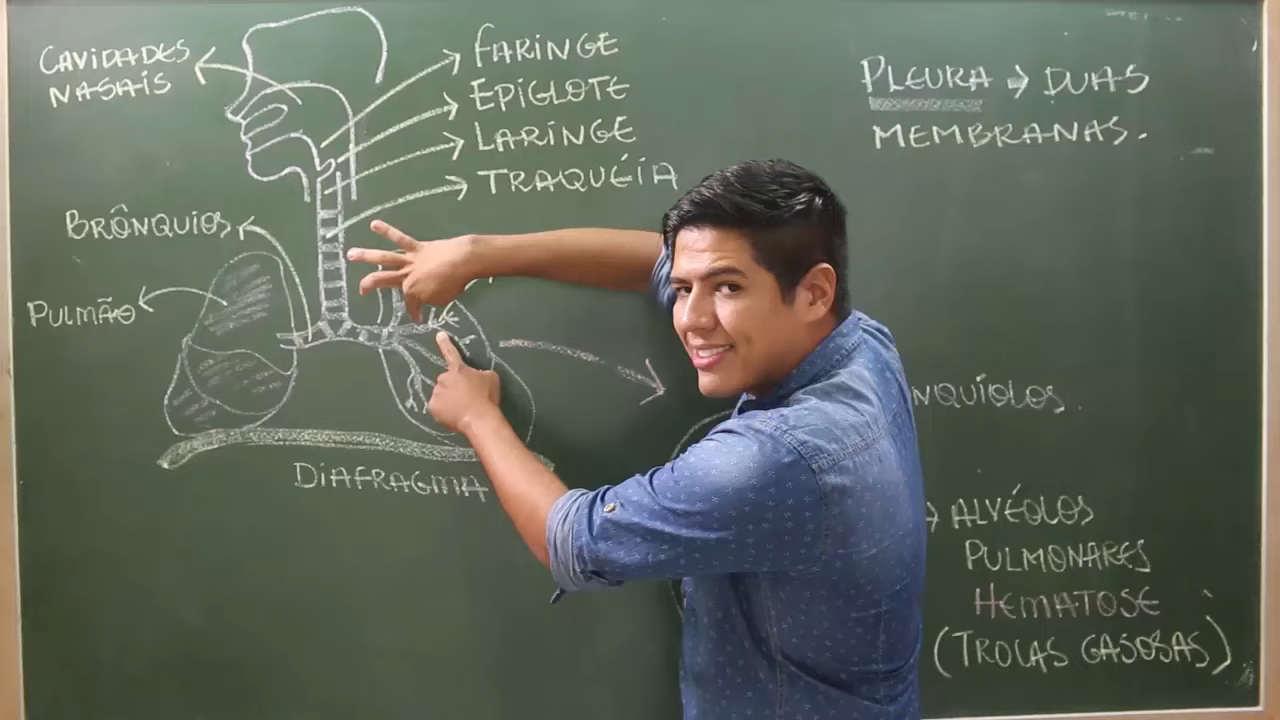 CAVIDADES
NASAIS
FARINGE
EPIGLOTE
LARINGE
TRAQUÉIA
BRÔNQUIOS
PULMÃO
DIAFRAGMA
PLEURA → DUAS
MEMBRANAS.
NQUÍOLOS.
→ ALVÉOLOS
PULMONARES
HEMATOSE
(TROCAS GASOSAS)